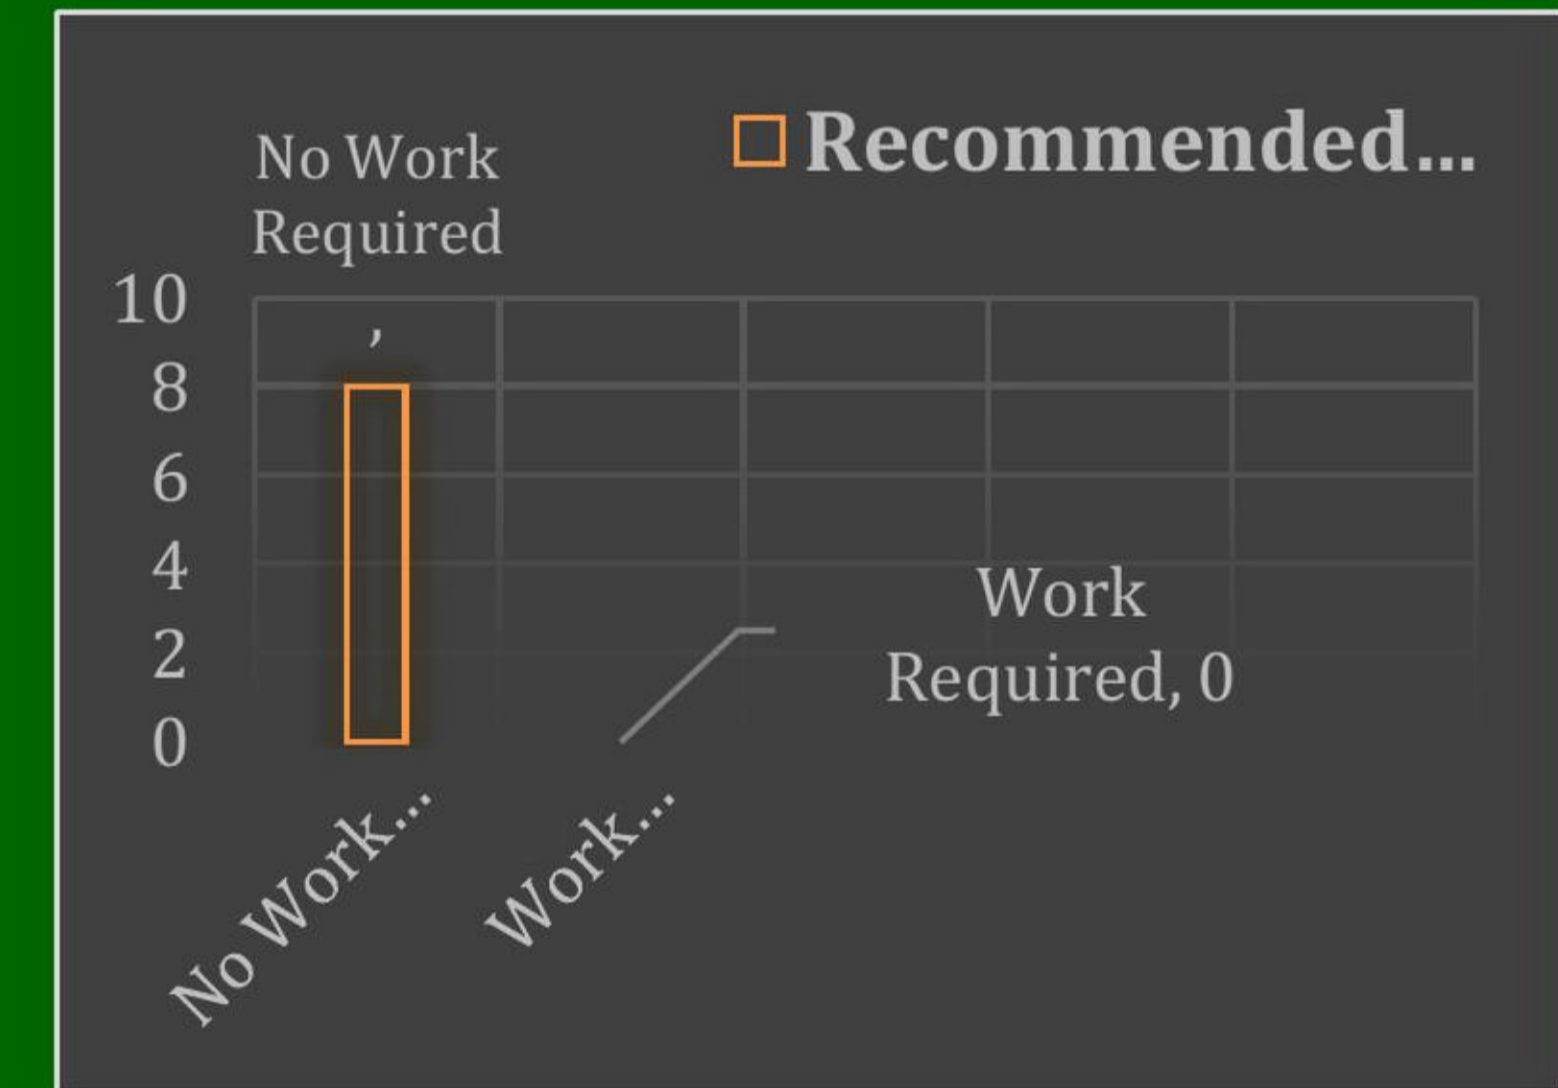 No Work
Required
,
Recommended...
10
8
6
4
2
0
Work
Required, 0
No Work...
Work...